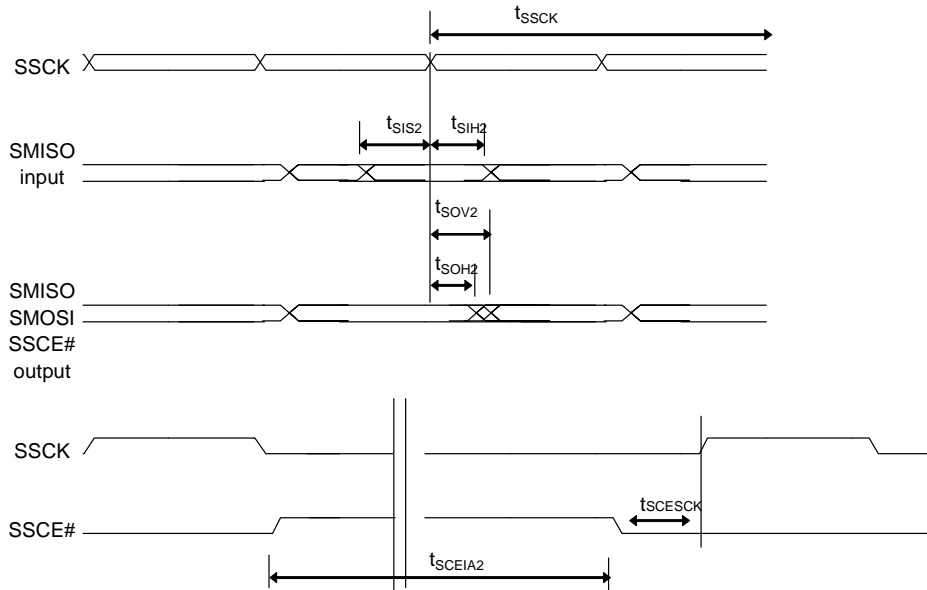 tSSCK
SSCK
tSIS2
tSIH2
SMISO
input
tSOV2
tSOH2
SMISO
SMOSI
SSCE#
output
SSCK
tSCESCK
SSCE#
tSCEIA2